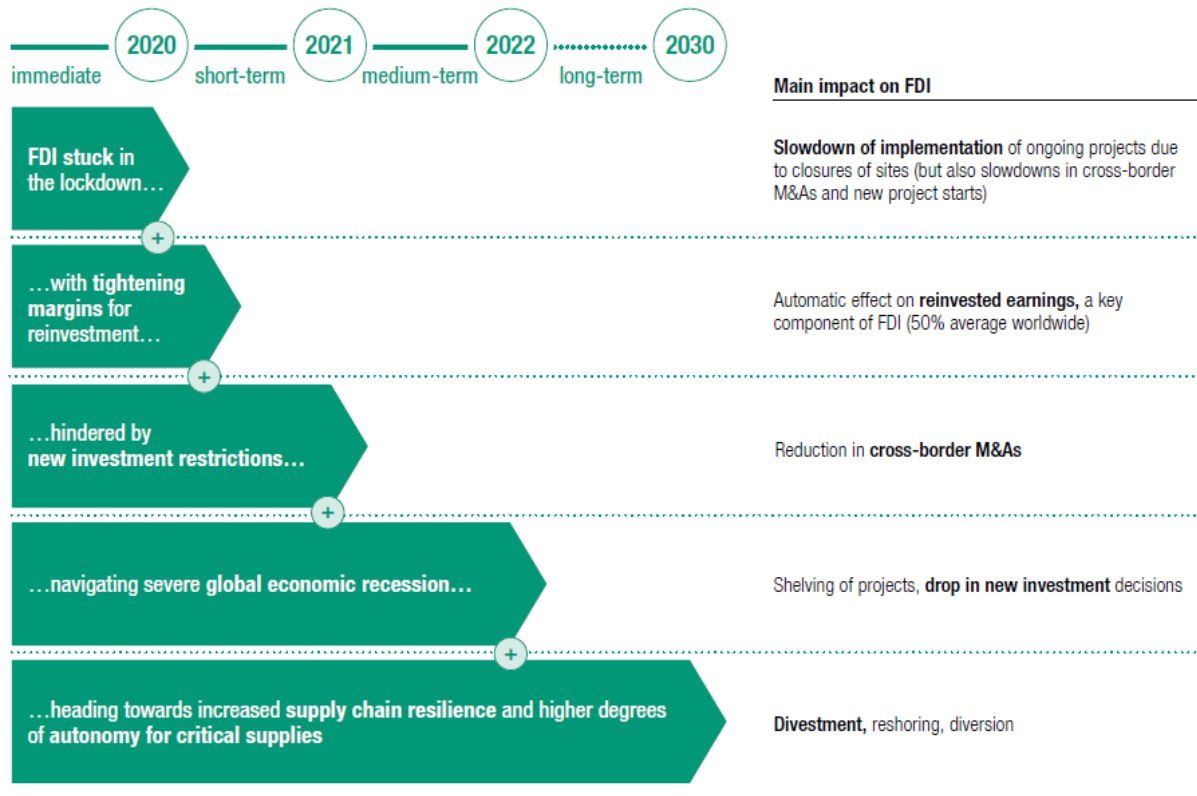 2020
2021
2022
2030
immediate
short-term
medium-term
long-term
Main impact on FDI
FDI stuck in
the lockdown…
Slowdown of implementation of ongoing projects due
to closures of sites (but also slowdowns in cross-border
M&As and new project starts)
+
…with tightening
margins for
reinvestment…
Automatic effect on reinvested earnings, a key
component of FDI (50% average worldwide)
+
…hindered by
new investment restrictions…
Reduction in cross-border M&As
+
…navigating severe global economic recession…
Shelving of projects, drop in new investment decisions
+
…heading towards increased supply chain resilience and higher degrees
of autonomy for critical supplies
Divestment, reshoring, diversion